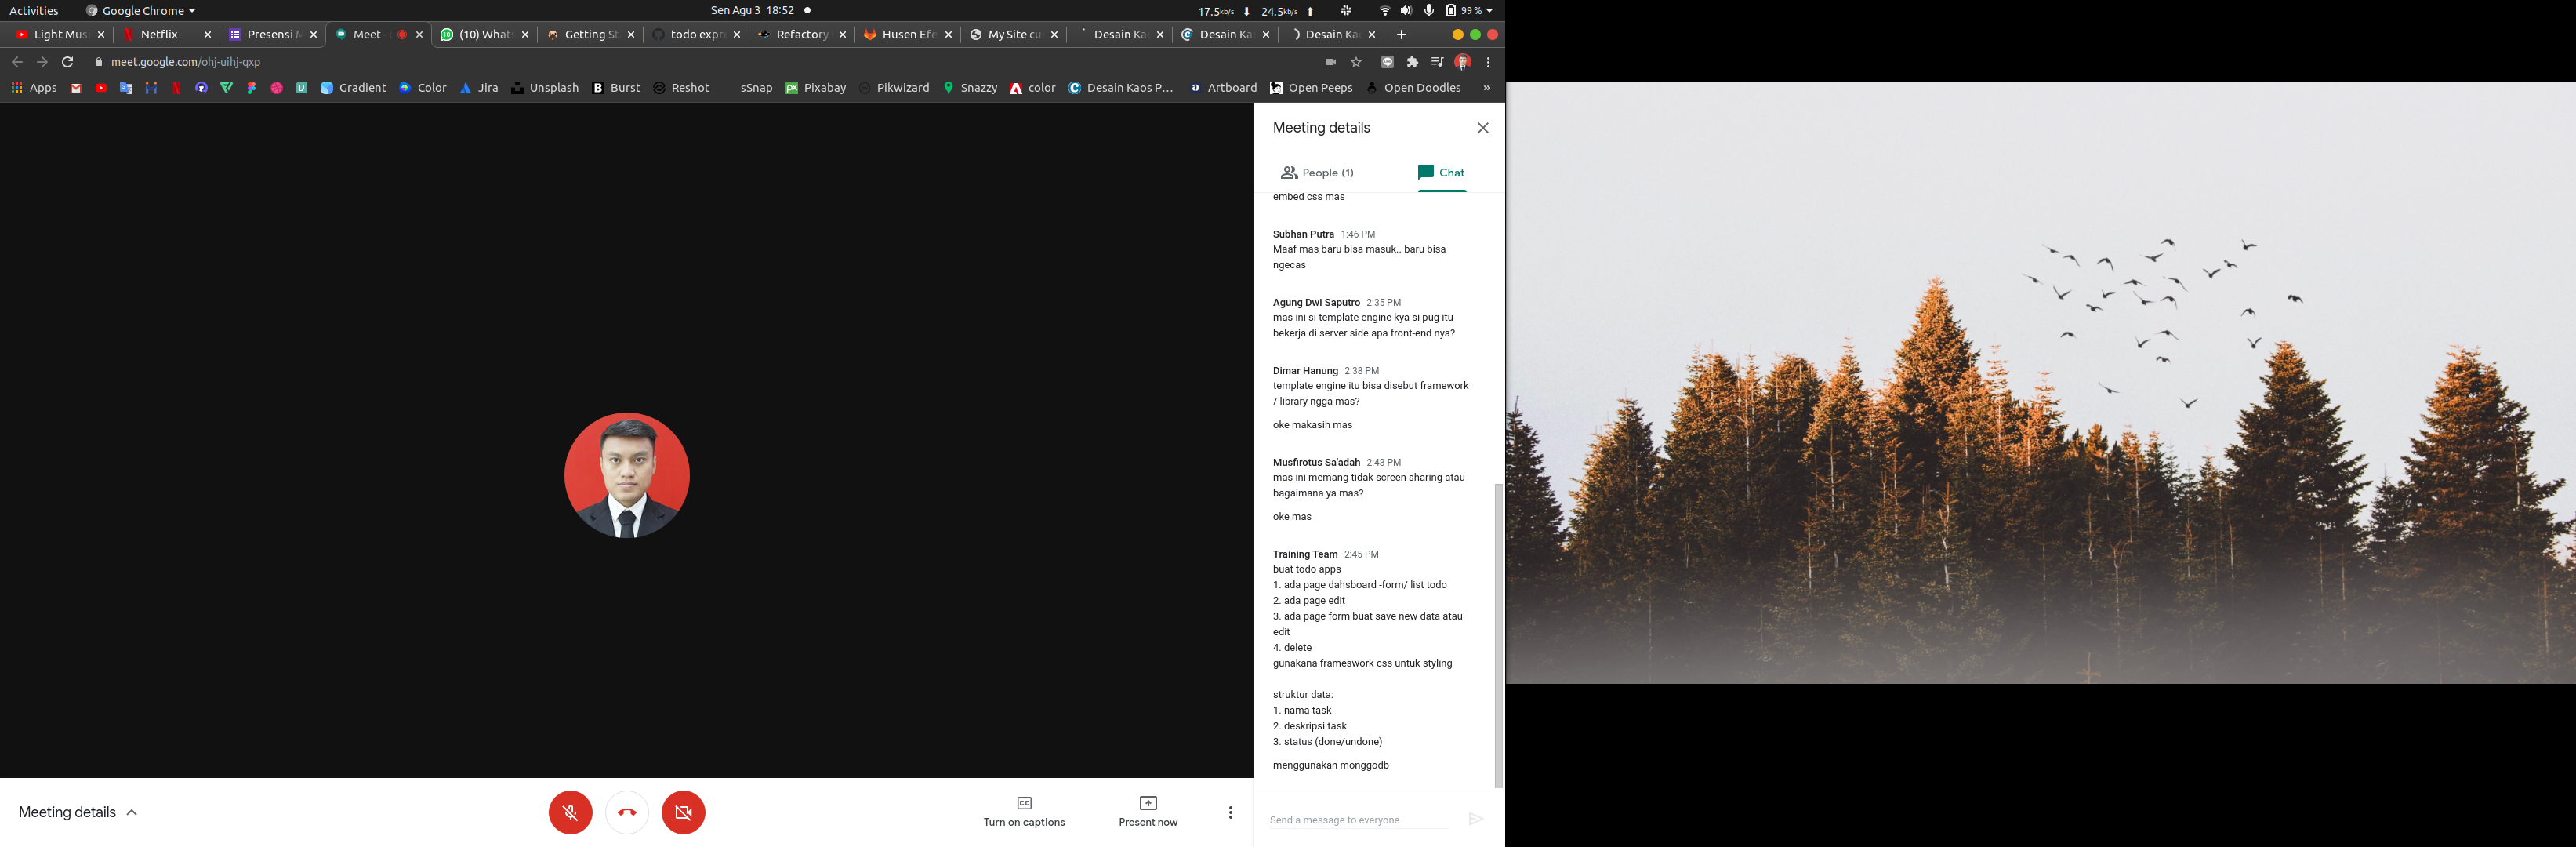 Activities
Google Chrome
Sen Agu 3 18:52
17.5kb/s
24.5kb/s
99 %
Light Mus
Netflix
Presensi
Meet -
(10) What
Getting St
todo expr
Refactory
Husen Efe
My Site cu
Desain Ka
Desain Ka
Desain Ka
meet.google.com/ohj-uihj-qxp
Apps
Gradient
Color
Jira
Unsplash
Burst
Reshot
sSnap
Pixabay
Pikwizard
Snazzy
color
Desain Kaos P...
Artboard
Open Peeps
Open Doodles
»
Meeting details
People (1)
Chat
embed css mas
Subhan Putra 1:46 PM
Maaf mas baru bisa masuk.. baru bisa
ngecas
Agung Dwi Saputro 2:35 PM
mas ini si template engine kya si pug itu
bekerja di server side apa front-end nya?
Dimar Hanung 2:38 PM
template engine itu bisa disebut framework
/ library ngga mas?
oke makasih mas
Musfirotus Sa'adah 2:43 PM
mas ini memang tidak screen sharing atau
bagaimana ya mas?
oke mas
Training Team 2:45 PM
buat todo apps
1. ada page dahsboard -form/ list todo
2. ada page edit
3. ada page form buat save new data atau
edit
4. delete
gunakana frameswork css untuk styling
struktur data:
1. nama task
2. deskripsi task
3. status (done/undone)
menggunakan monggodb
Send a message to everyone
Meeting details
Turn on captions
Present now